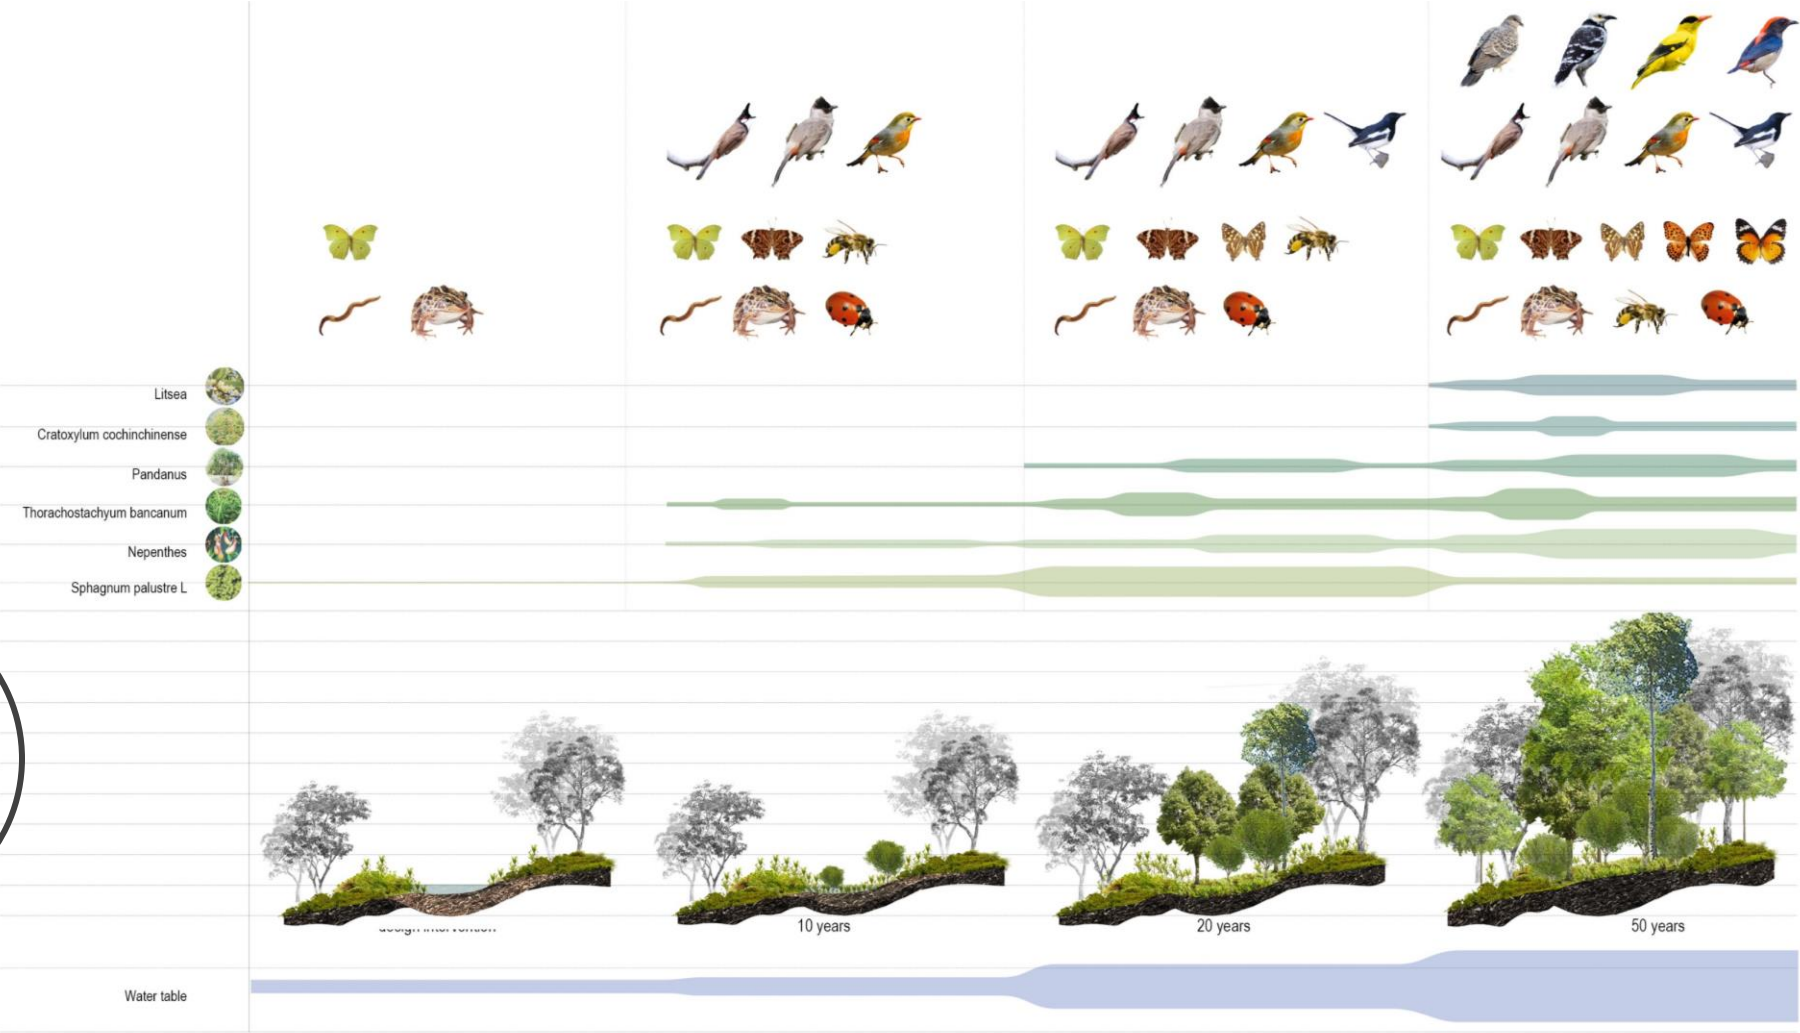 Litsea
Cratoxylum cochinchinense
Pandanus
Thorachostachyum bancanum
Nepenthes
Sphagnum palustre L
10 years
20 years
50 years
Water table